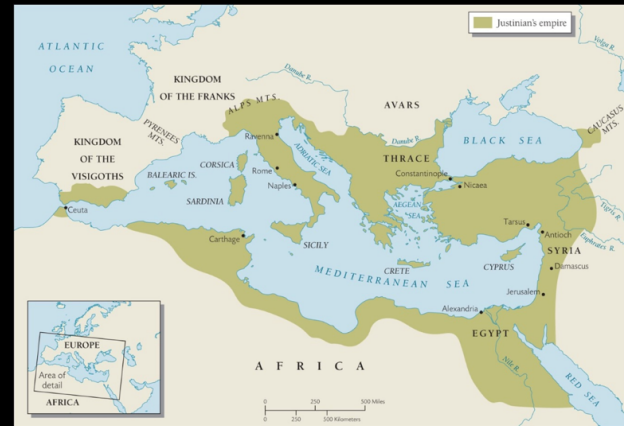 Justinian's empire
ATLANTIC
OCEAN
KINGDOM
OF THE FRANKS
Volga R.
Danube R.
ALPS MTS.
AVARS
CAUCASUS
MTS.
KINGDOM
OF THE
VISIGOTHS
PYRENEES
MTS.
Ravenna
Danube R.
BLACK SEA
CORSICA
ADRIATIC SEA
THRACE
BALEARIC IS.
Rome
Constantinople
Nicaea
SARDINIA
Naples
AEGEAN
SEA
Tigris R.
Ceuta
Tarsus
Antioch
Euphrates R.
Carthage
SICILY
SYRIA
CRETE
CYPRUS
Damascus
MEDITERRANEAN SEA
Jerusalem
Alexandria
EGYPT
Nile R.
RED SEA
AFRICA
EUROPE
Area of
detail
AFRICA
0 250 500 Miles
0 250 500 Kilometers